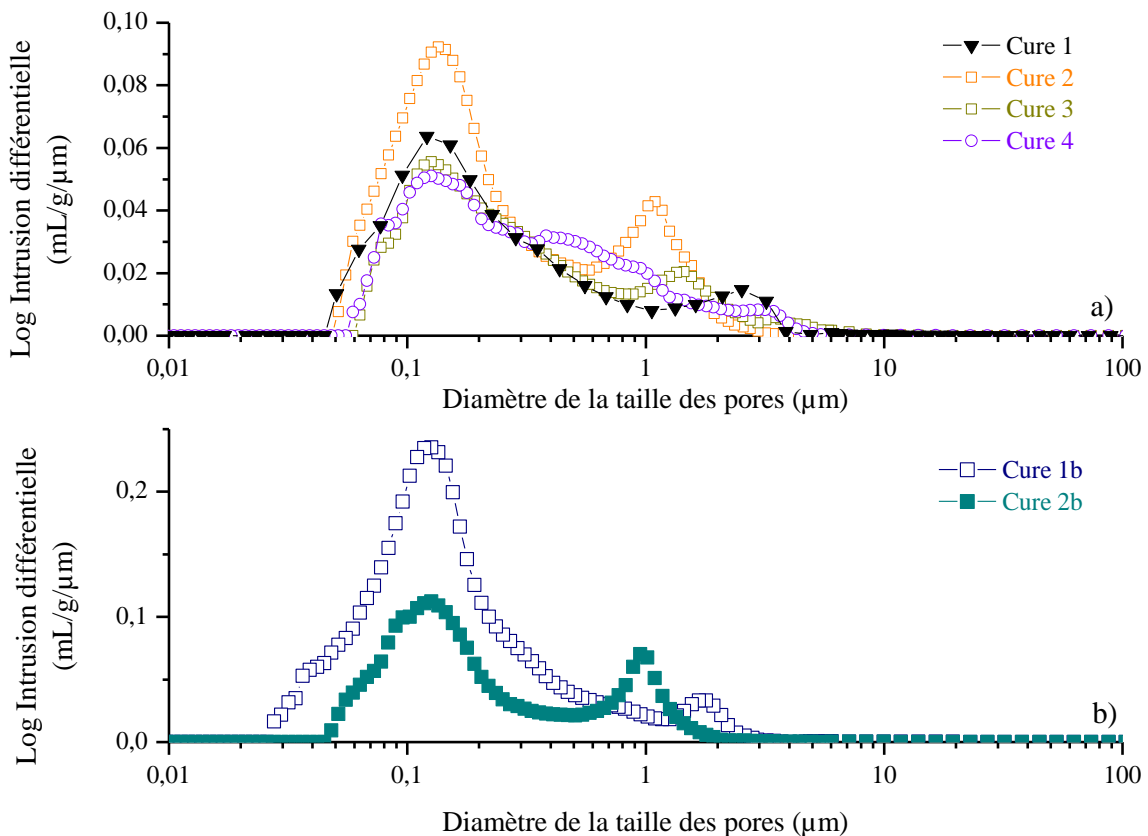 0,10
0,08
0,06
0,04
0,02
0,00
Log Intrusion différentielle
(mL/g/µm)
Cure 1
Cure 2
Cure 3
Cure 4
a)
0,01
0,1
1
10
100
Diamètre de la taille des pores (µm)
0,2
0,1
0,0
Log Intrusion différentielle
(mL/g/µm)
Cure 1b
Cure 2b
b)
0,01
0,1
1
10
100
Diamètre de la taille des pores (µm)